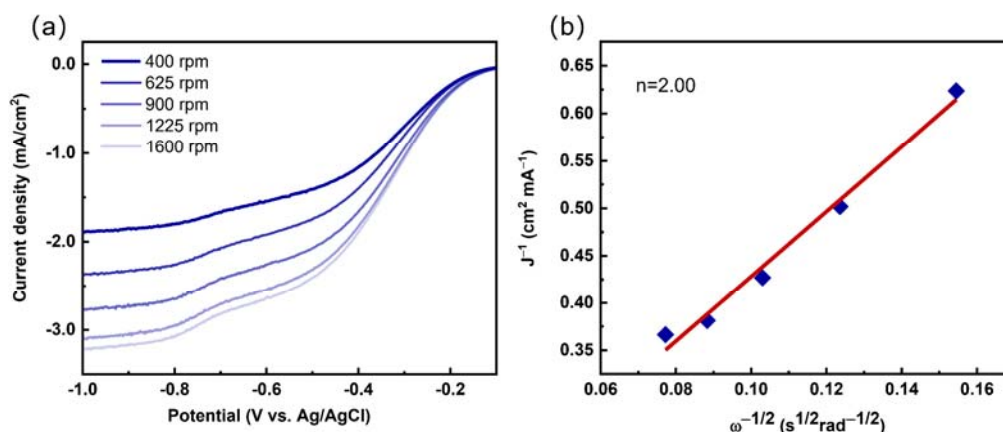 (a)
400 rpm
625 rpm
900 rpm
1225 rpm
1600 rpm
0.0
-1.0
-2.0
-3.0
Current density (mA/cm²)
-1.0 -0.8 -0.6 -0.4 -0.2
Potential (V vs. Ag/AgCl)
(b)
n=2.00
0.65
0.60
0.55
0.50
0.45
0.40
0.35
J⁻¹ (cm² mA⁻¹)
0.06 0.08 0.10 0.12 0.14 0.16
ω⁻¹/² (s¹/²rad⁻¹/²)